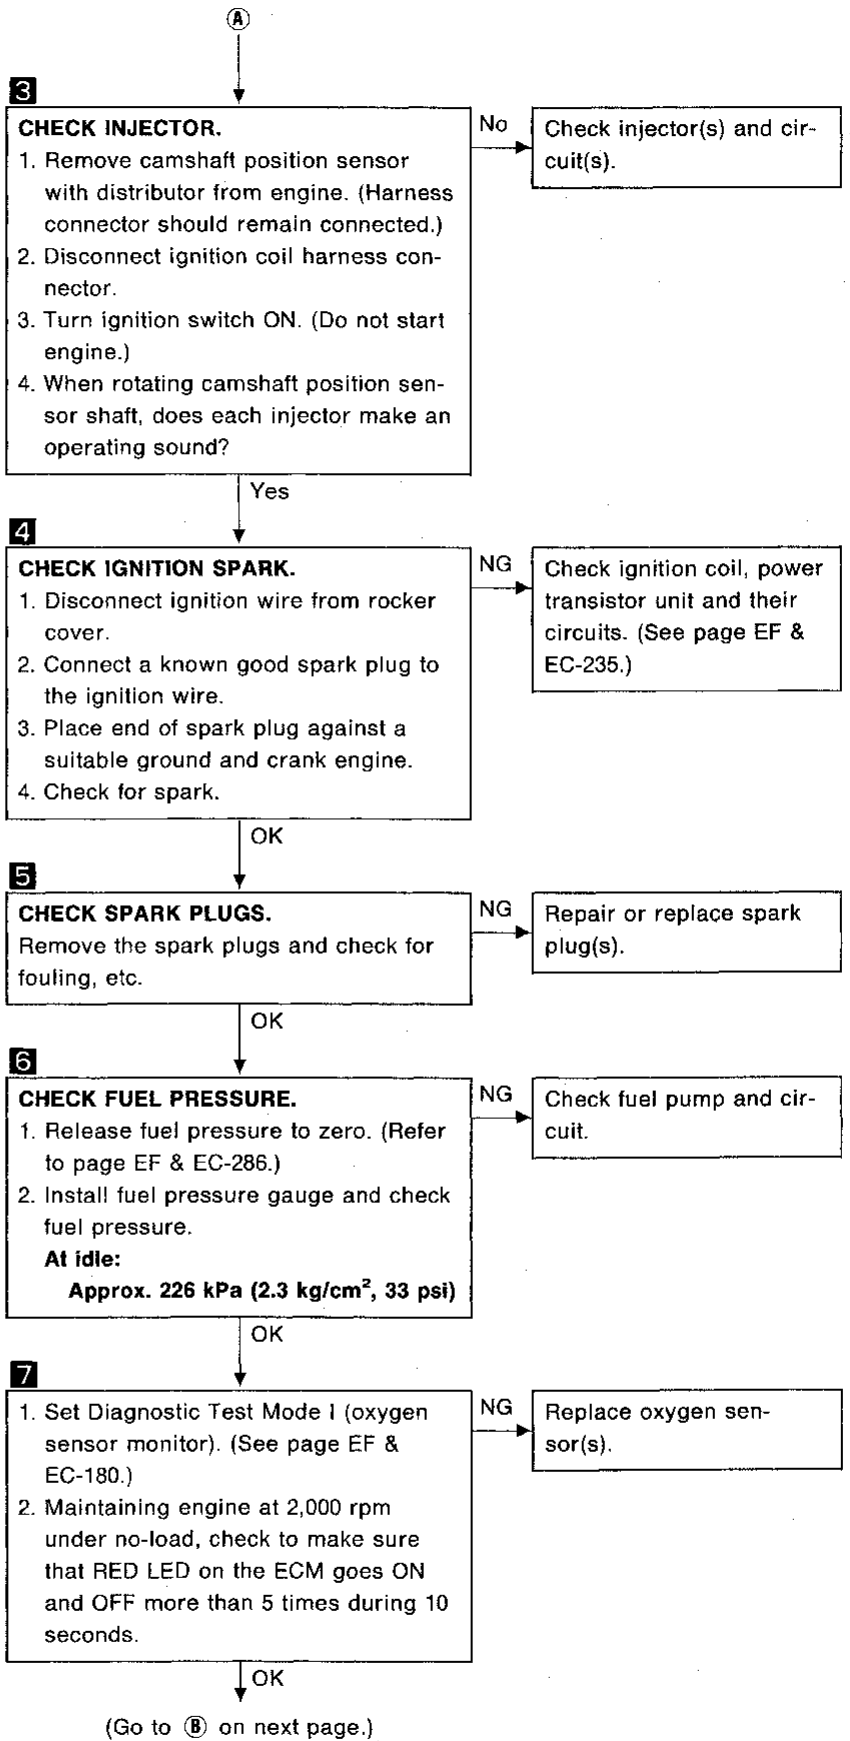 Ⓐ
3
CHECK INJECTOR.
1. Remove camshaft position sensor
with distributor from engine. (Harness
connector should remain connected.)
2. Disconnect ignition coil harness con-
nector.
3. Turn ignition switch ON. (Do not start
engine.)
4. When rotating camshaft position sen-
sor shaft, does each injector make an
operating sound?
No
Check injector(s) and cir-
cuit(s).
Yes
4
CHECK IGNITION SPARK.
1. Disconnect ignition wire from rocker
cover.
2. Connect a known good spark plug to
the ignition wire.
3. Place end of spark plug against a
suitable ground and crank engine.
4. Check for spark.
NG
Check ignition coil, power
transistor unit and their
circuits. (See page EF &
EC-235.)
OK
5
CHECK SPARK PLUGS.
Remove the spark plugs and check for
fouling, etc.
NG
Repair or replace spark
plug(s).
OK
6
CHECK FUEL PRESSURE.
1. Release fuel pressure to zero. (Refer
to page EF & EC-286.)
2. Install fuel pressure gauge and check
fuel pressure.
At idle:
Approx. 226 kPa (2.3 kg/cm², 33 psi)
NG
Check fuel pump and cir-
cuit.
OK
7
1. Set Diagnostic Test Mode I (oxygen
sensor monitor). (See page EF &
EC-180.)
2. Maintaining engine at 2,000 rpm
under no-load, check to make sure
that RED LED on the ECM goes ON
and OFF more than 5 times during 10
seconds.
NG
Replace oxygen sen-
sor(s).
OK
(Go to Ⓑ on next page.)